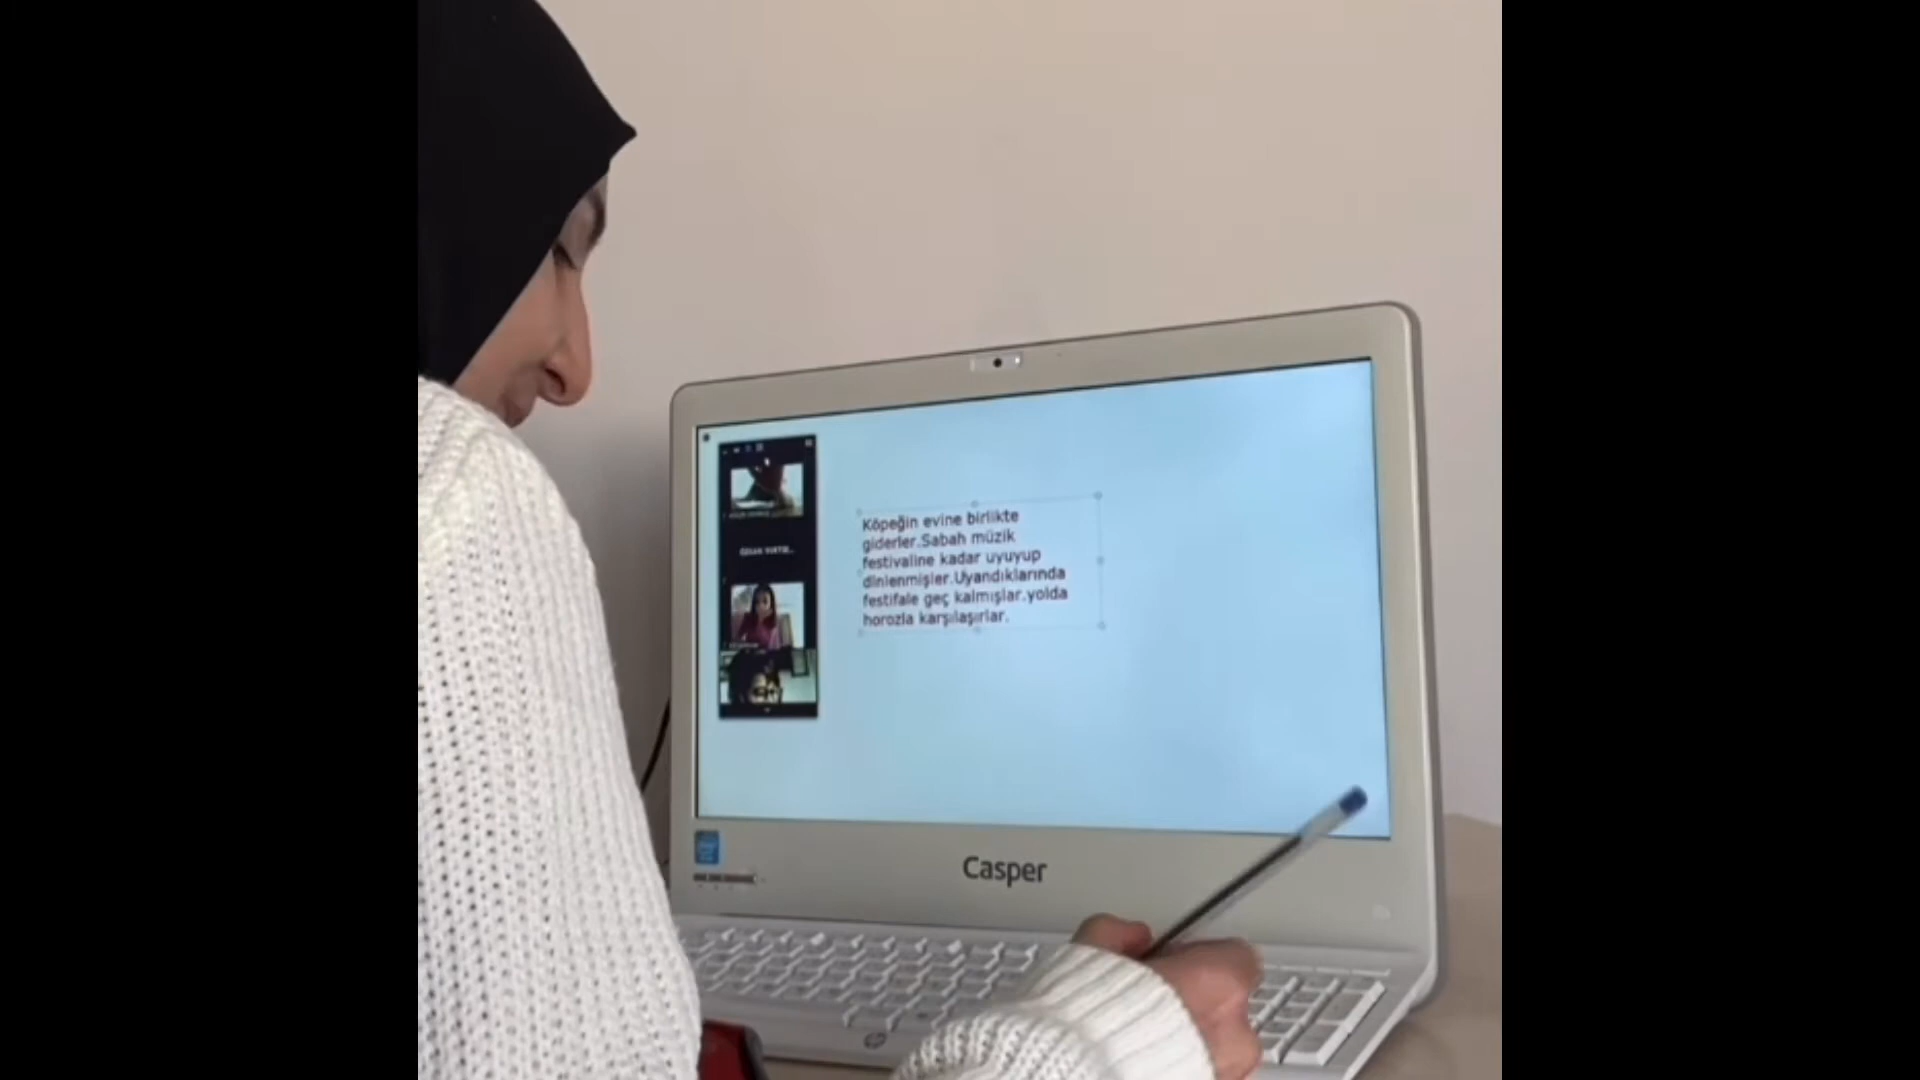 Köpeğin evine birlikte
giderler.Sabah müzik
festivaline kadar uyuyup
dinlenmişler.Uyandıklarında
festifale geç kalmışlar.yolda
horozla karşılaşırlar.
Casper